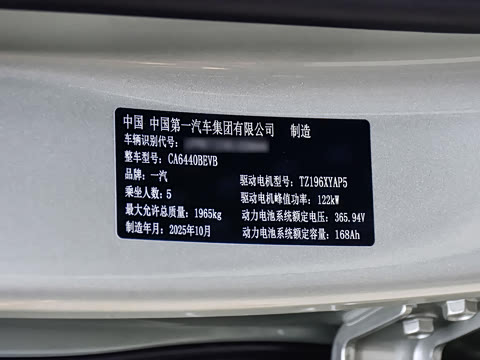 中国 中国第一汽车集团有限公司 制造
车辆识别代号:
整车型号: CA6440BEVB
品牌: 一汽 驱动电机型号: TZ196XYAP5
乘坐人数: 5 驱动电机峰值功率: 122kW
最大允许总质量: 1965kg 动力电池系统额定电压: 365.94V
制造年月: 2025年10月 动力电池系统额定容量: 168Ah